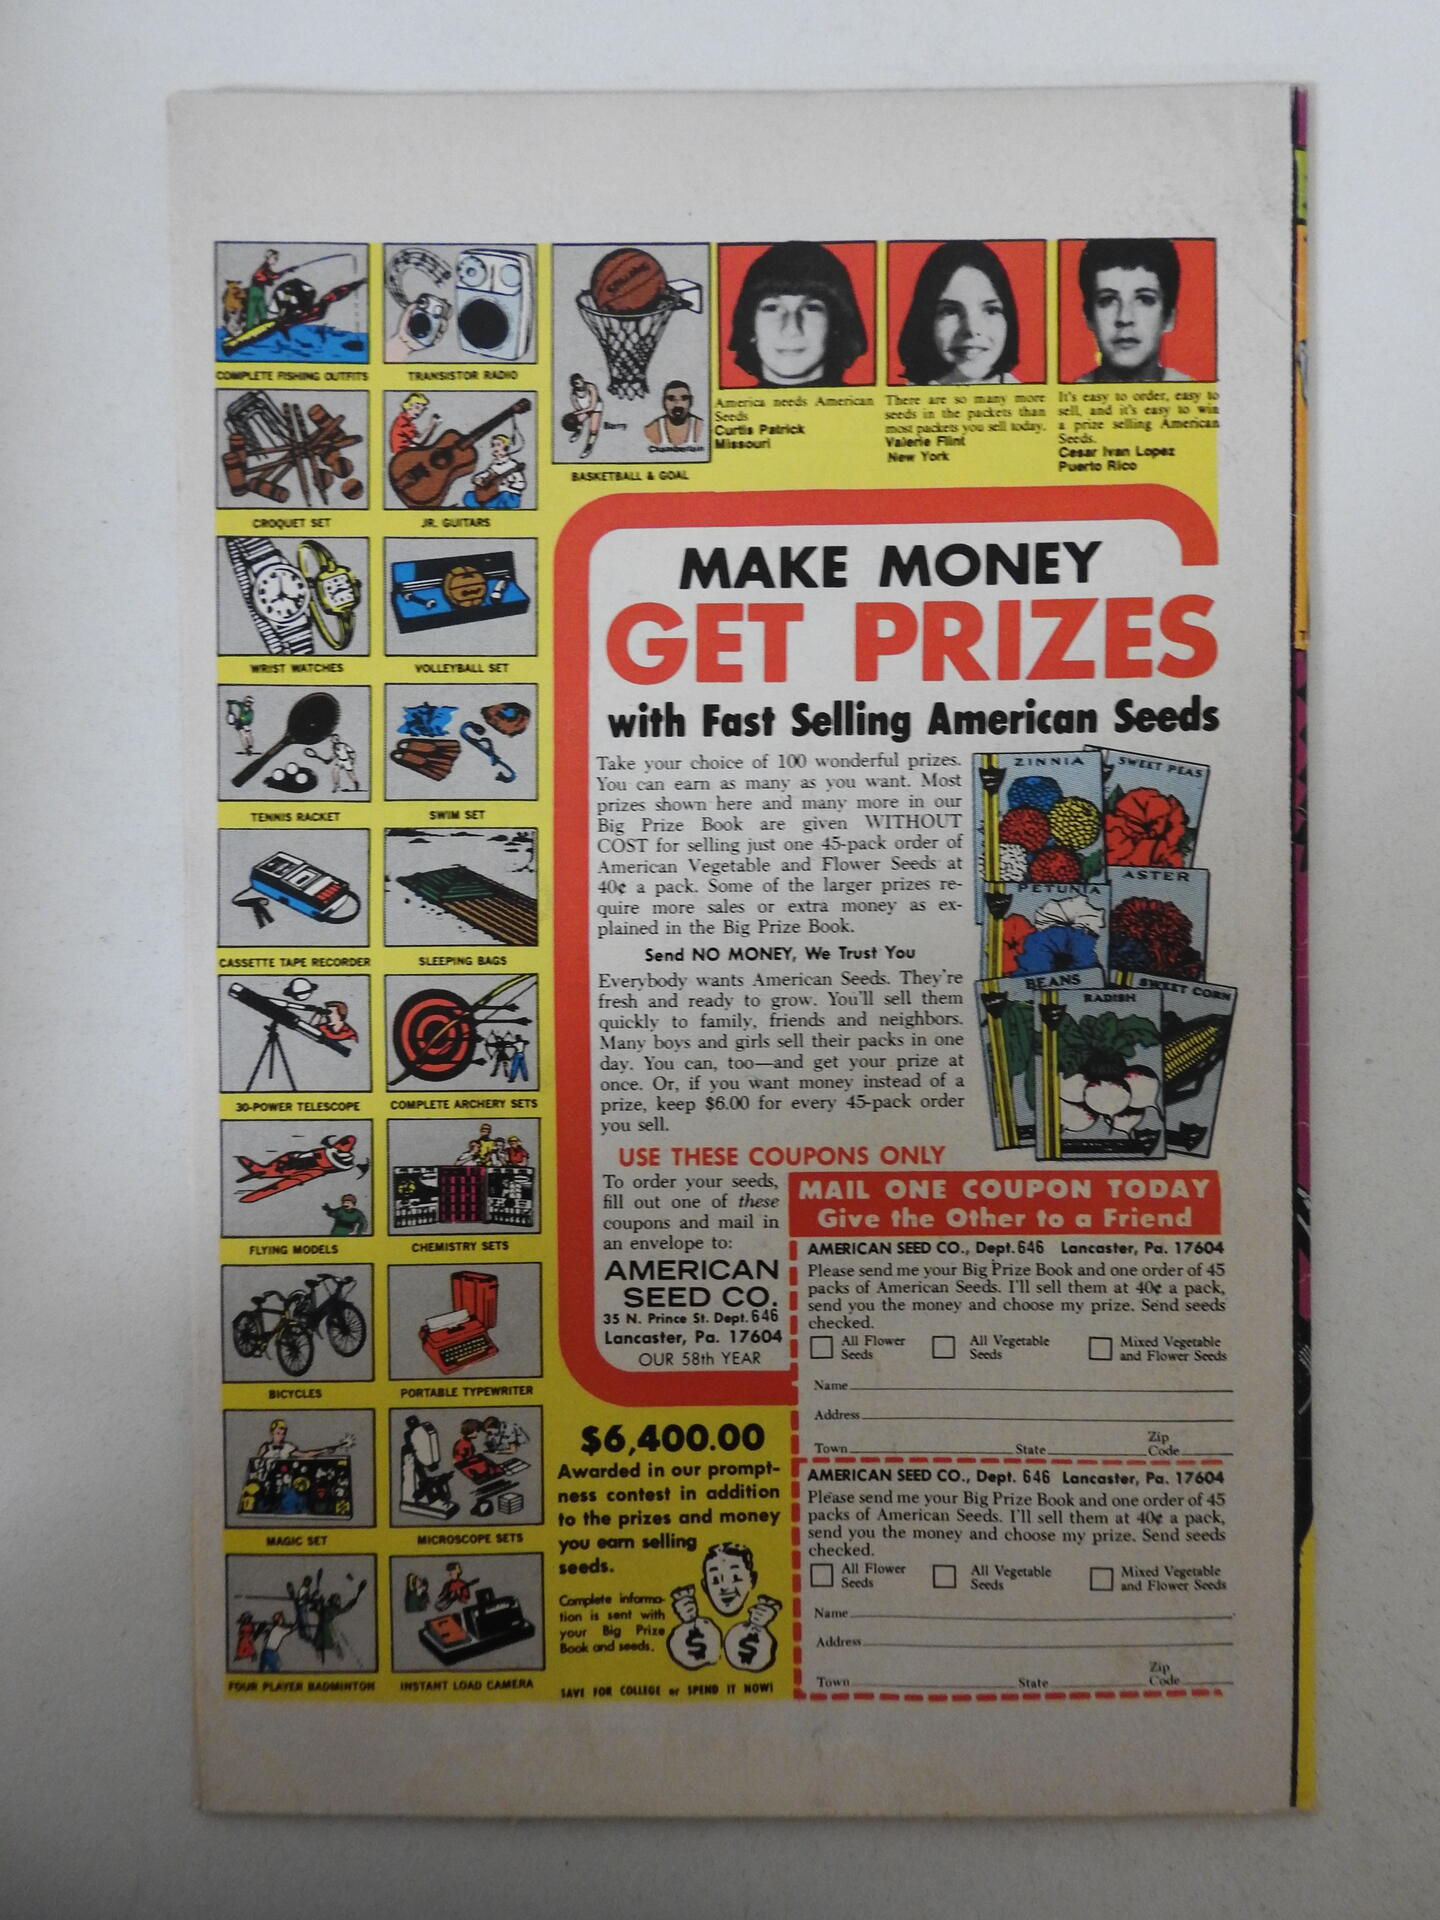 COMPLETE FISHING OUTFITS
TRANSISTOR RADIO
CROQUET SET
JR. GUITARS
WRIST WATCHES
VOLLEYBALL SET
TENNIS RACKET
SWIM SET
CASSETTE TAPE RECORDER
SLEEPING BAGS
30-POWER TELESCOPE
COMPLETE ARCHERY SETS
FLYING MODELS
CHEMISTRY SETS
BICYCLES
PORTABLE TYPEWRITER
MAGIC SET
MICROSCOPE SETS
FOUR PLAYER BADMINTON
INSTANT LOAD CAMERA
SPALDING
Barry
Chamberlain
BASKETBALL & GOAL
America needs American
Seeds
Curtis Patrick
Missouri
There are so many more
seeds in the packets than
most packets you sell today.
Valerie Flint
New York
It's easy to order, easy to
sell, and it's easy to win
a prize selling American
Seeds.
Cesar Ivan Lopez
Puerto Rico
MAKE MONEY
GET PRIZES
with Fast Selling American Seeds
Take your choice of 100 wonderful prizes.
You can earn as many as you want. Most
prizes shown here and many more in our
Big Prize Book are given WITHOUT
COST for selling just one 45-pack order of
American Vegetable and Flower Seeds at
40¢ a pack. Some of the larger prizes re-
quire more sales or extra money as ex-
plained in the Big Prize Book.
Send NO MONEY, We Trust You
Everybody wants American Seeds. They're
fresh and ready to grow. You'll sell them
quickly to family, friends and neighbors.
Many boys and girls sell their packs in one
day. You can, too—and get your prize at
once. Or, if you want money instead of a
prize, keep $6.00 for every 45-pack order
you sell.
ZINNIA
SWEET PEAS
PETUNIA
ASTER
BEANS
RADISH
SWEET CORN
USE THESE COUPONS ONLY
To order your seeds,
fill out one of these
coupons and mail in
an envelope to:
AMERICAN
SEED CO.
35 N. Prince St. Dept. 646
Lancaster, Pa. 17604
OUR 58th YEAR
MAIL ONE COUPON TODAY
Give the Other to a Friend
AMERICAN SEED CO., Dept. 646 Lancaster, Pa. 17604
Please send me your Big Prize Book and one order of 45
packs of American Seeds. I'll sell them at 40¢ a pack,
send you the money and choose my prize. Send seeds
checked.
All Flower
Seeds
All Vegetable
Seeds
Mixed Vegetable
and Flower Seeds
Name
Address
Town State Zip
Code
AMERICAN SEED CO., Dept. 646 Lancaster, Pa. 17604
Please send me your Big Prize Book and one order of 45
packs of American Seeds. I'll sell them at 40¢ a pack,
send you the money and choose my prize. Send seeds
checked.
All Flower
Seeds
All Vegetable
Seeds
Mixed Vegetable
and Flower Seeds
Name
Address
Town State Zip
Code
$6,400.00
Awarded in our prompt-
ness contest in addition
to the prizes and money
you earn selling
seeds.
Complete informa-
tion is sent with
your Big Prize
Book and seeds.
$ $
SAVE FOR COLLEGE or SPEND IT NOW!